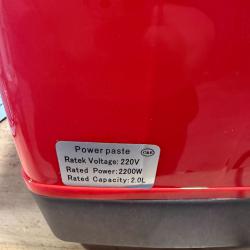 Power paste
Ratek Voltage: 220V
Rated Power: 2200W
Rated Capacity: 2.0L